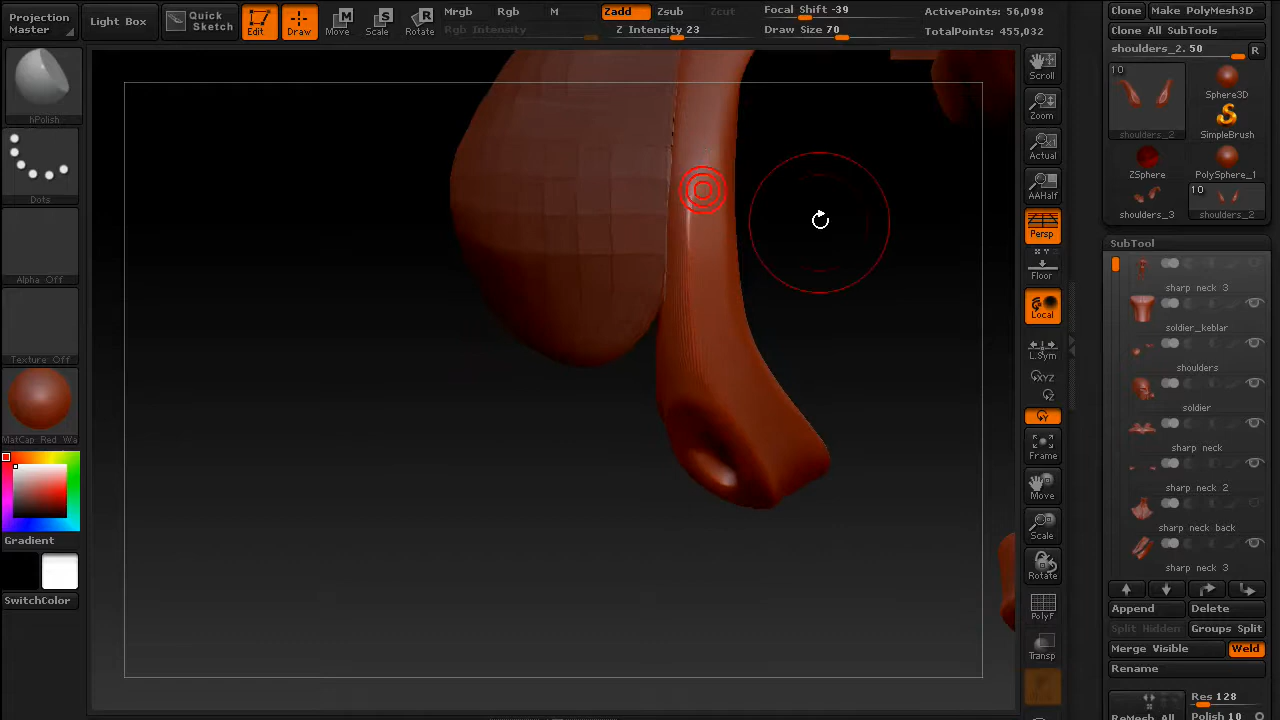 Projection Master
Light Box
Quick Sketch
Edit
Draw
Move
Scale
Rotate
Mrgb
Rgb
M
Rgb Intensity
Zadd
Zsub
Zcut
Z Intensity 23
Focal Shift -39
Draw Size 70
ActivePoints: 56,098
TotalPoints: 455,032
Clone
Make PolyMesh3D
Clone All SubTools
shoulders_2. 50
R
10
shoulders_2
Sphere3D
SimpleBrush
ZSphere
PolySphere_1
shoulders_3
10
shoulders_2
hPolish
Dots
Alpha Off
Texture Off
MatCap Red Wa
Gradient
SwitchColor
Scroll
Zoom
Actual
AAHalf
Persp
X Y Z
Floor
Local
L.Sym
XYZ
Z
Y
Frame
Move
Scale
Rotate
PolyF
Transp
SubTool
sharp neck 3
soldier_keblar
shoulders
soldier
sharp neck
sharp neck 2
sharp neck back
sharp neck 3
Append
Delete
Split Hidden
Groups Split
Merge Visible
Weld
Rename
ReMesh All
Res 128
Polish 10